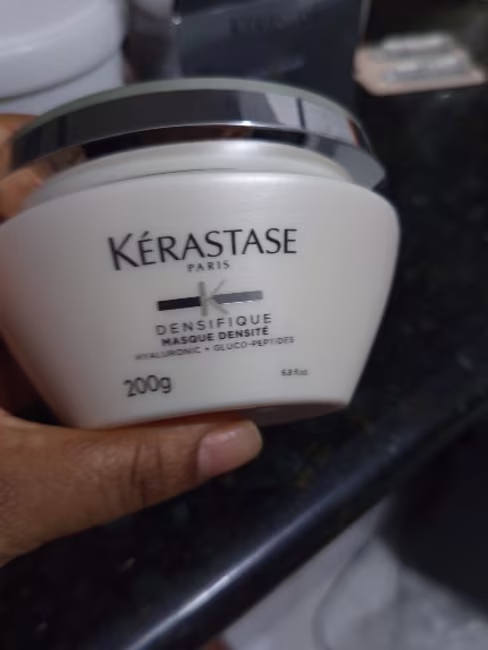 KÉRASTASE
PARIS
K
DENSIFIQUE
MASQUE DENSITÉ
HYALURONIC + GLUCO-PEPTIDES
200g
6.8 fl.oz.